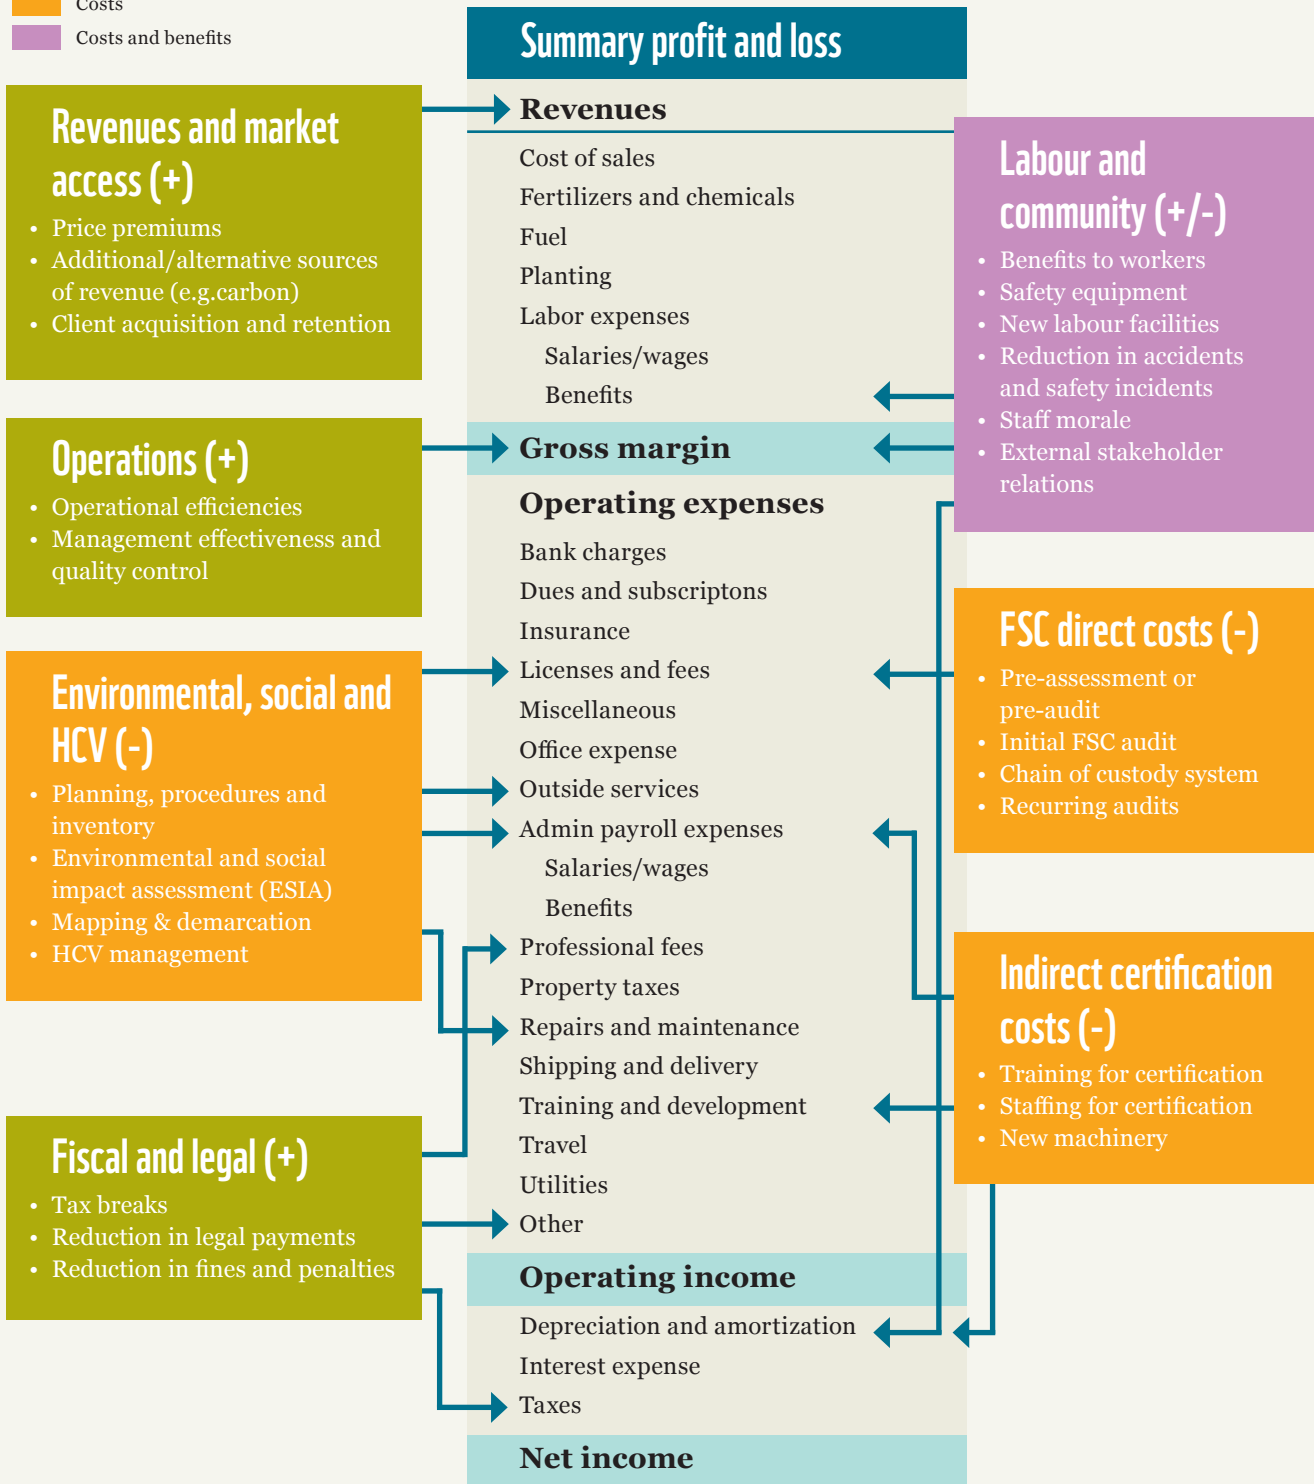 Costs
Costs and benefits
Summary profit and loss
Revenues and market
access (+)
• Price premiums
• Additional/alternative sources
of revenue (e.g.carbon)
• Client acquisition and retention
Operations (+)
• Operational efficiencies
• Management effectiveness and
quality control
Environmental, social and
HCV (-)
• Planning, procedures and
inventory
• Environmental and social
impact assessment (ESIA)
• Mapping & demarcation
• HCV management
Fiscal and legal (+)
• Tax breaks
• Reduction in legal payments
• Reduction in fines and penalties
Revenues
Cost of sales
Fertilizers and chemicals
Fuel
Planting
Labor expenses
Salaries/wages
Benefits
Gross margin
Operating expenses
Bank charges
Dues and subscriptons
Insurance
Licenses and fees
Miscellaneous
Office expense
Outside services
Admin payroll expenses
Salaries/wages
Benefits
Professional fees
Property taxes
Repairs and maintenance
Shipping and delivery
Training and development
Travel
Utilities
Other
Operating income
Depreciation and amortization
Interest expense
Taxes
Net income
Labour and
community (+/-)
• Benefits to workers
• Safety equipment
• New labour facilities
• Reduction in accidents
and safety incidents
• Staff morale
• External stakeholder
relations
FSC direct costs (-)
• Pre-assessment or
pre-audit
• Initial FSC audit
• Chain of custody system
• Recurring audits
Indirect certification
costs (-)
• Training for certification
• Staffing for certification
• New machinery